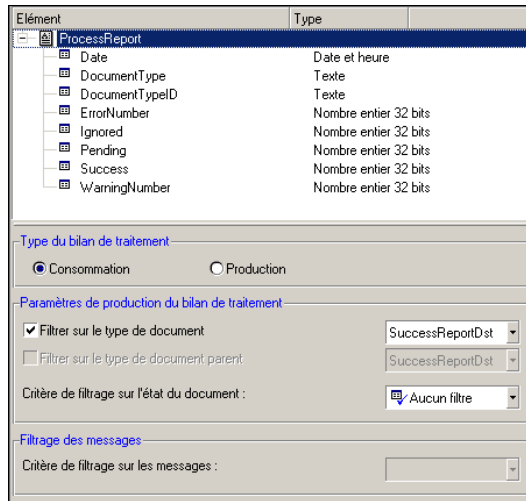 Elément Type
ProcessReport
Date Date et heure
DocumentType Texte
DocumentTypeID Texte
ErrorNumber Nombre entier 32 bits
Ignored Nombre entier 32 bits
Pending Nombre entier 32 bits
Success Nombre entier 32 bits
WarningNumber Nombre entier 32 bits
Type du bilan de traitement
Consommation Production
Paramètres de production du bilan de traitement
Filtrer sur le type de document SuccessReportDst
Filtrer sur le type de document parent SuccessReportDst
Critère de filtrage sur l'état du document : Aucun filtre
Filtrage des messages
Critère de filtrage sur les messages :